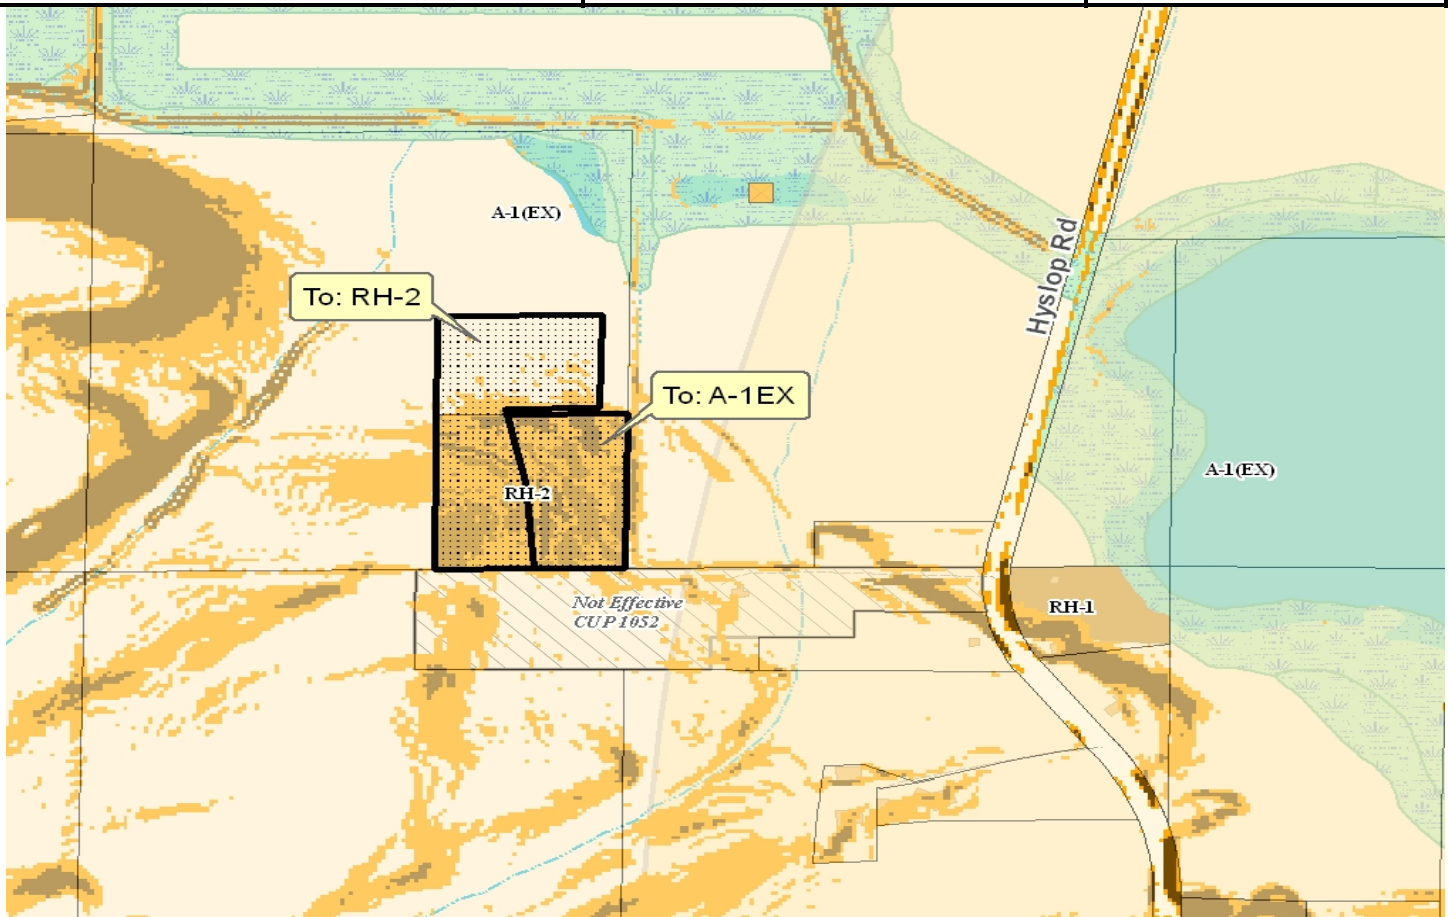 A-1(EX)
To: RH-2
Hyslop Rd
To: A-1EX
A-1(EX)
RH-2
Not Effective
CUP 1052
RH-1